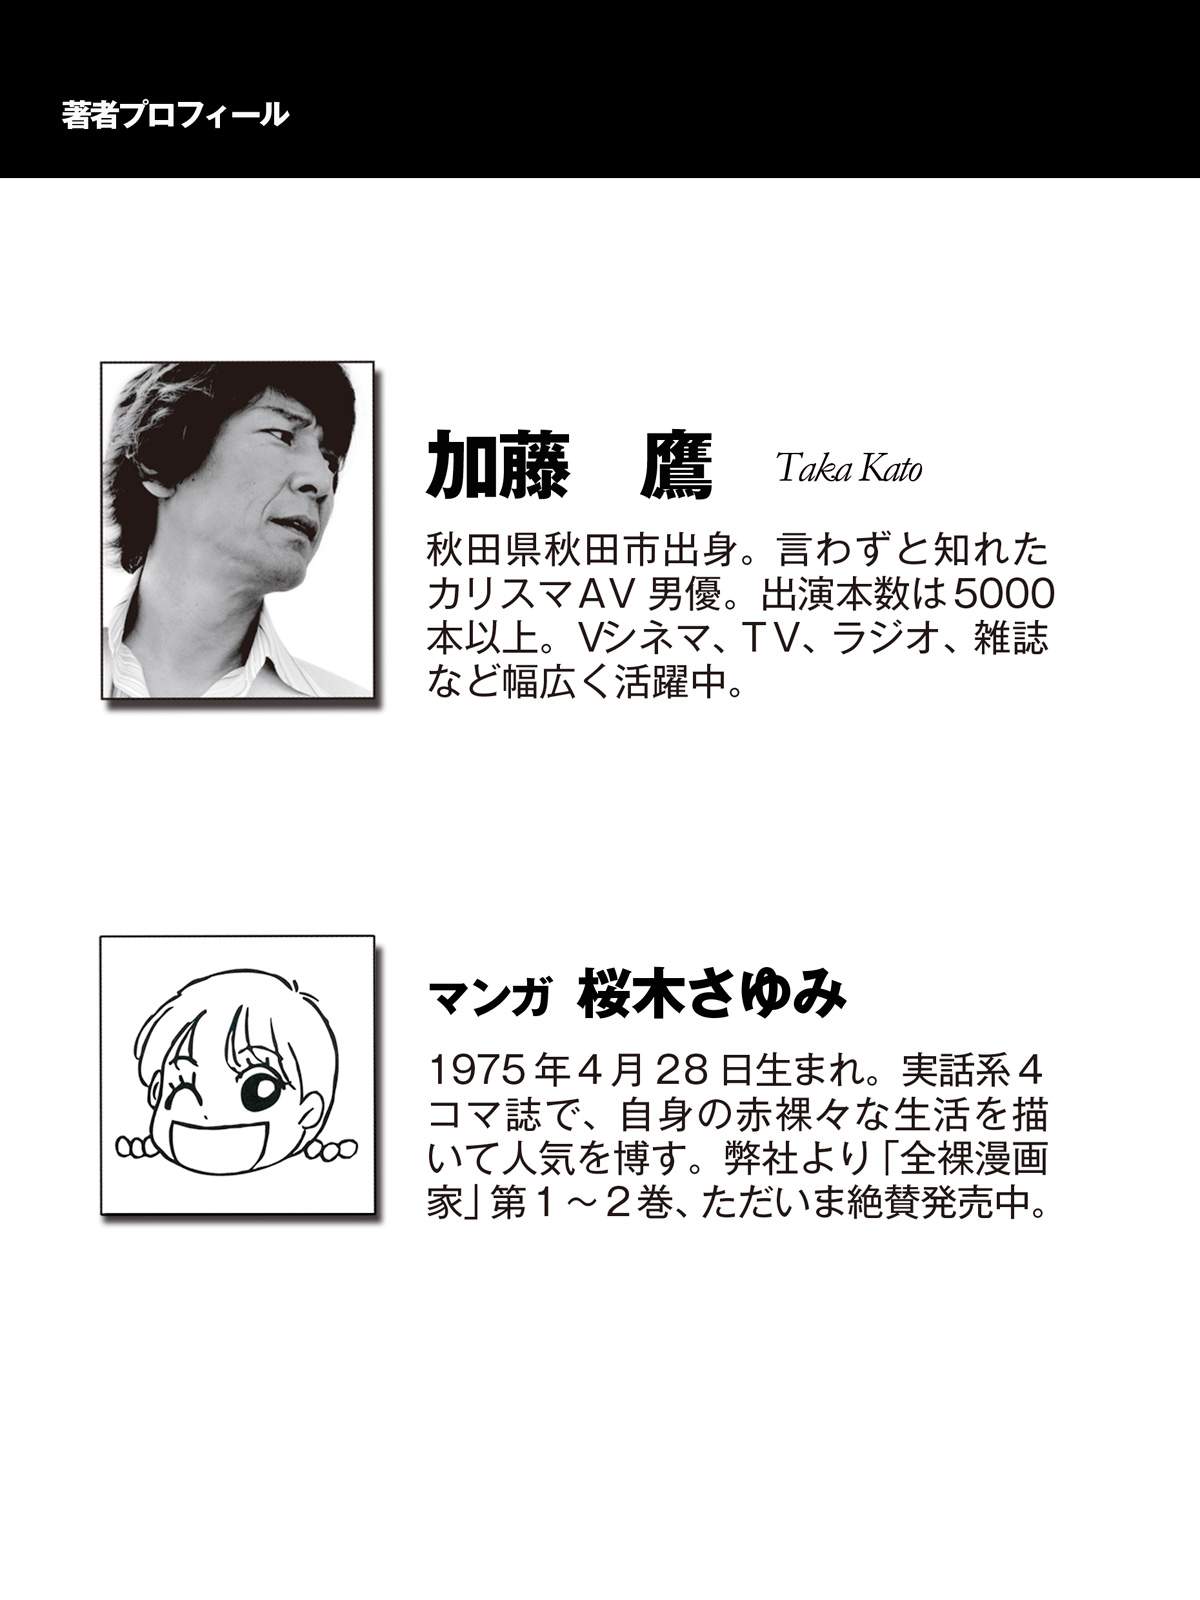 著者プロフィール
加藤　鷹 Taka Kato
秋田県秋田市出身。言わずと知れた
カリスマAV男優。出演本数は5000
本以上。Vシネマ、TV、ラジオ、雑誌
など幅広く活躍中。
マンガ 桜木さゆみ
1975年4月28日生まれ。実話系4
コマ誌で、自身の赤裸々な生活を描
いて人気を博す。弊社より「全裸漫画
家」第1〜2巻、ただいま絶賛発売中。